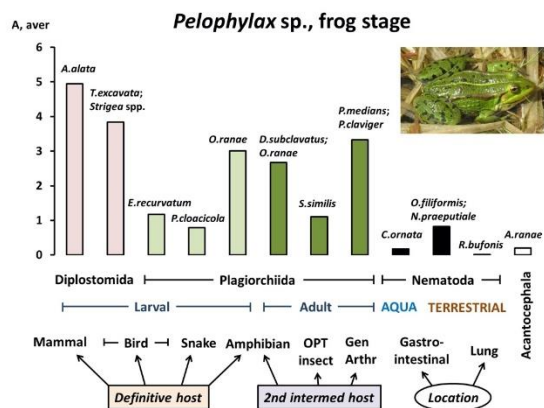 Pelophylax sp., frog stage
A, aver
6
5
4
3
2
1
0
A.alata
T.excavata;
Strigea spp.
E.recurvatum
P.cloacicola
O.ranae
D.subclavatus;
O.ranae
S.similis
P.medians;
P.claviger
C.ornata
O.filiformis;
N.praeputiale
R.bufonis
A.ranae
Diplostomida
Plagiorchiida
Nematoda
Acantocephala
Larval
Adult
AQUA
TERRESTRIAL
Mammal
Bird
Snake
Amphibian
OPT
insect
Gen
Arthr
Gastro-
intestinal
Lung
Definitive host
2nd intermed host
Location